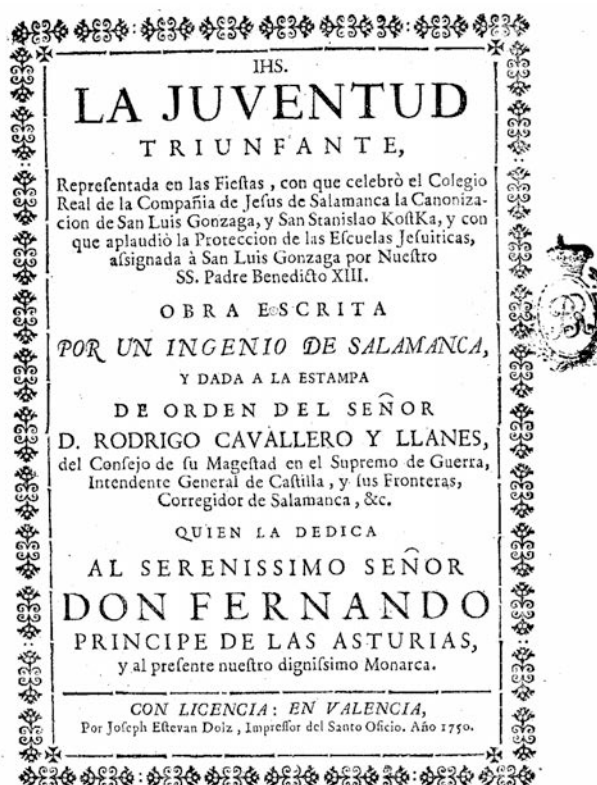 IHS.
LA JUVENTUD
TRIUNFANTE,
Repreſentada en las Fieſtas, con que celebrò el Colegio
Real de la Compañia de Jeſus de Salamanca la Canoniza-
cion de San Luis Gonzaga, y San Stanislao KoſtKa, y con
que aplaudiò la Proteccion de las Eſcuelas Jeſuiticas,
aſsignada à San Luis Gonzaga por Nueſtro
SS. Padre Benedicto XIII.
OBRA ESCRITA
POR UN INGENIO DE SALAMANCA,
Y DADA A LA ESTAMPA
DE ORDEN DEL SEÑOR
D. RODRIGO CAVALLERO Y LLANES,
del Conſejo de ſu Mageſtad en el Supremo de Guerra,
Intendente General de Caſtilla, y ſus Fronteras,
Corregidor de Salamanca, &c.
QUIEN LA DEDICA
AL SERENISSIMO SEÑOR
DON FERNANDO
PRINCIPE DE LAS ASTURIAS,
y al preſente nueſtro digniſsimo Monarca.
CON LICENCIA: EN VALENCIA,
Por Joſeph Eſtevan Dolz, Impreſſor del Santo Oficio. Año 1750.